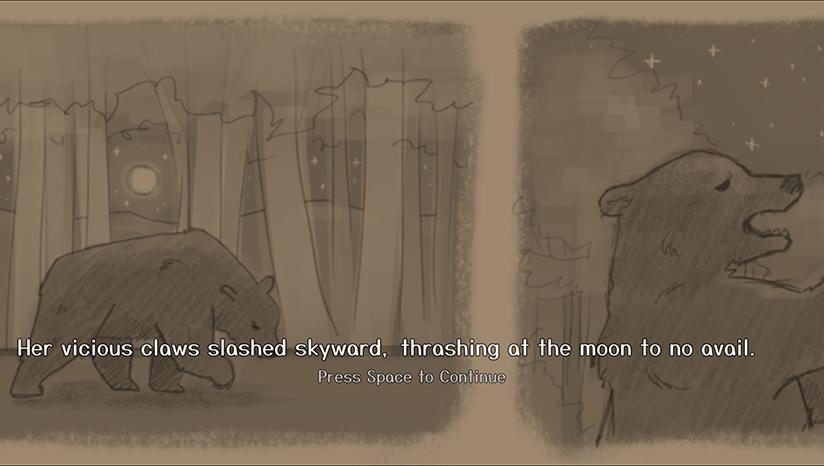 Her vicious claws slashed skyward, thrashing at the moon to no avail.
Press Space to Continue